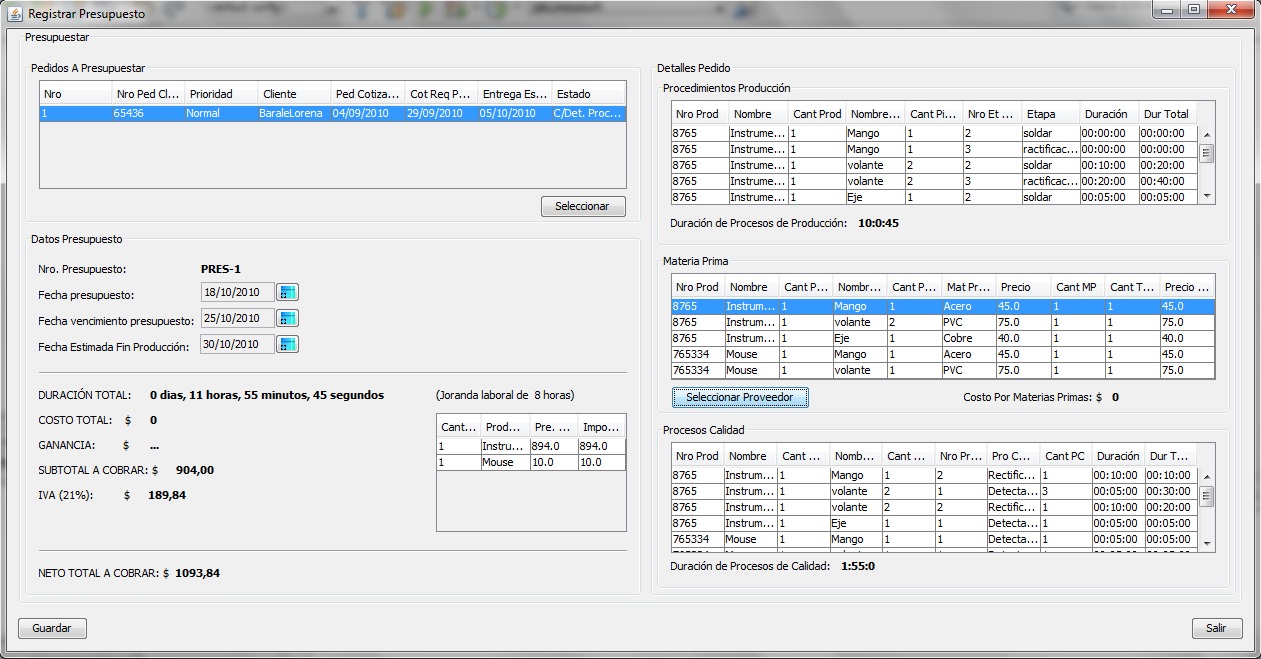 Registrar Presupuesto
Presupuestar
Pedidos A Presupuestar
Nro Nro Ped Cl... Prioridad Cliente Ped Cotiza... Cot Req P... Entrega Es... Estado
1 65436 Normal BaraleLorena 04/09/2010 29/09/2010 05/10/2010 C/Det. Proc...
Seleccionar
Datos Presupuesto
Nro. Presupuesto: PRES-1
Fecha presupuesto: 18/10/2010
Fecha vencimiento presupuesto: 25/10/2010
Fecha Estimada Fin Producción: 30/10/2010
DURACIÓN TOTAL: 0 dias, 11 horas, 55 minutos, 45 segundos
COSTO TOTAL: $ 0
GANANCIA: $ ...
SUBTOTAL A COBRAR: $ 904,00
IVA (21%): $ 189,84
(Joranda laboral de 8 horas)
Cant... Prod... Pre. ... Impo...
1 Instru... 894.0 894.0
1 Mouse 10.0 10.0
NETO TOTAL A COBRAR: $ 1093,84
Guardar
Detalles Pedido
Procedimientos Producción
Nro Prod Nombre Cant Prod Nombre... Cant Pi... Nro Et ... Etapa Duración Dur Total
8765 Instrume... 1 Mango 1 2 soldar 00:00:00 00:00:00
8765 Instrume... 1 Mango 1 3 ractificac... 00:00:00 00:00:00
8765 Instrume... 1 volante 2 2 soldar 00:10:00 00:20:00
8765 Instrume... 1 volante 2 3 ractificac... 00:20:00 00:40:00
8765 Instrume... 1 Eje 1 2 soldar 00:05:00 00:05:00
Duración de Procesos de Producción: 10:0:45
Materia Prima
Nro Prod Nombre Cant P... Nombr... Cant P... Mat Pr... Precio Cant MP Cant T... Precio ...
8765 Instrum... 1 Mango 1 Acero 45.0 1 1 45.0
8765 Instrum... 1 volante 2 PVC 75.0 1 1 75.0
8765 Instrum... 1 Eje 1 Cobre 40.0 1 1 40.0
765334 Mouse 1 Mango 1 Acero 45.0 1 1 45.0
765334 Mouse 1 volante 1 PVC 75.0 1 1 75.0
Seleccionar Proveedor
Costo Por Materias Primas: $ 0
Procesos Calidad
Nro Prod Nombre Cant ... Nomb... Cant ... Nro Pr... Pro C... Cant PC Duración Dur T...
8765 Instrum... 1 Mango 1 2 Rectific... 1 00:10:00 00:10:00
8765 Instrum... 1 volante 2 1 Detecta... 3 00:05:00 00:30:00
8765 Instrum... 1 volante 2 2 Rectific... 1 00:10:00 00:20:00
8765 Instrum... 1 Eje 1 1 Detecta... 1 00:05:00 00:05:00
765334 Mouse 1 Mango 1 1 Detecta... 1 00:05:00 00:05:00
Duración de Procesos de Calidad: 1:55:0
Salir